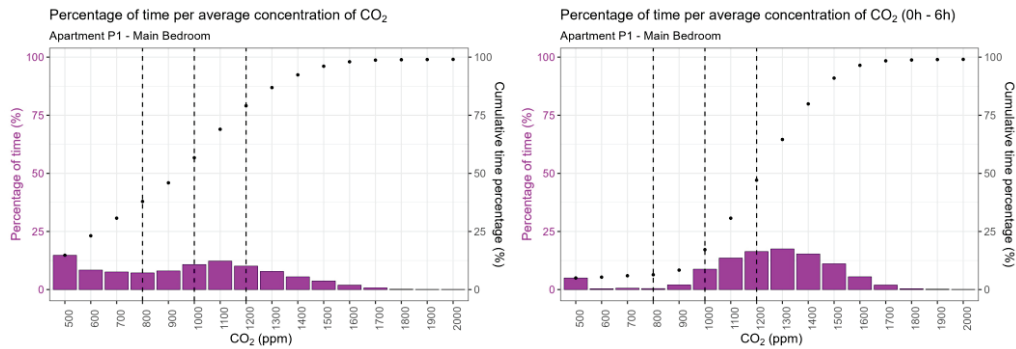 Percentage of time per average concentration of CO₂
Apartment P1 - Main Bedroom
Percentage of time (%)
100
75
50
25
0
100
75
50
25
0
Cumulative time percentage (%)
500 600 700 800 900 1000 1100 1200 1300 1400 1500 1600 1700 1800 1900 2000
CO₂ (ppm)
Percentage of time per average concentration of CO₂ (0h - 6h)
Apartment P1 - Main Bedroom
Percentage of time (%)
100
75
50
25
0
100
75
50
25
0
Cumulative time percentage (%)
500 600 700 800 900 1000 1100 1200 1300 1400 1500 1600 1700 1800 1900 2000
CO₂ (ppm)